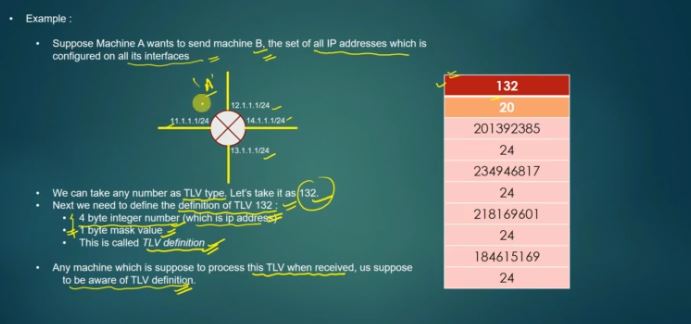 Example :
Suppose Machine A wants to send machine B, the set of all IP addresses which is
configured on all its interfaces
'A'
12.1.1.1/24
11.1.1.1/24
14.1.1.1/24
13.1.1.1/24
We can take any number as TLV type. Let's take it as 132.
Next we need to define the definition of TLV 132 :
4 byte integer number (which is ip address)
1 byte mask value
This is called TLV definition
Any machine which is suppose to process this TLV when received, us suppose
to be aware of TLV definition.
132
20
201392385
24
234946817
24
218169601
24
184615169
24